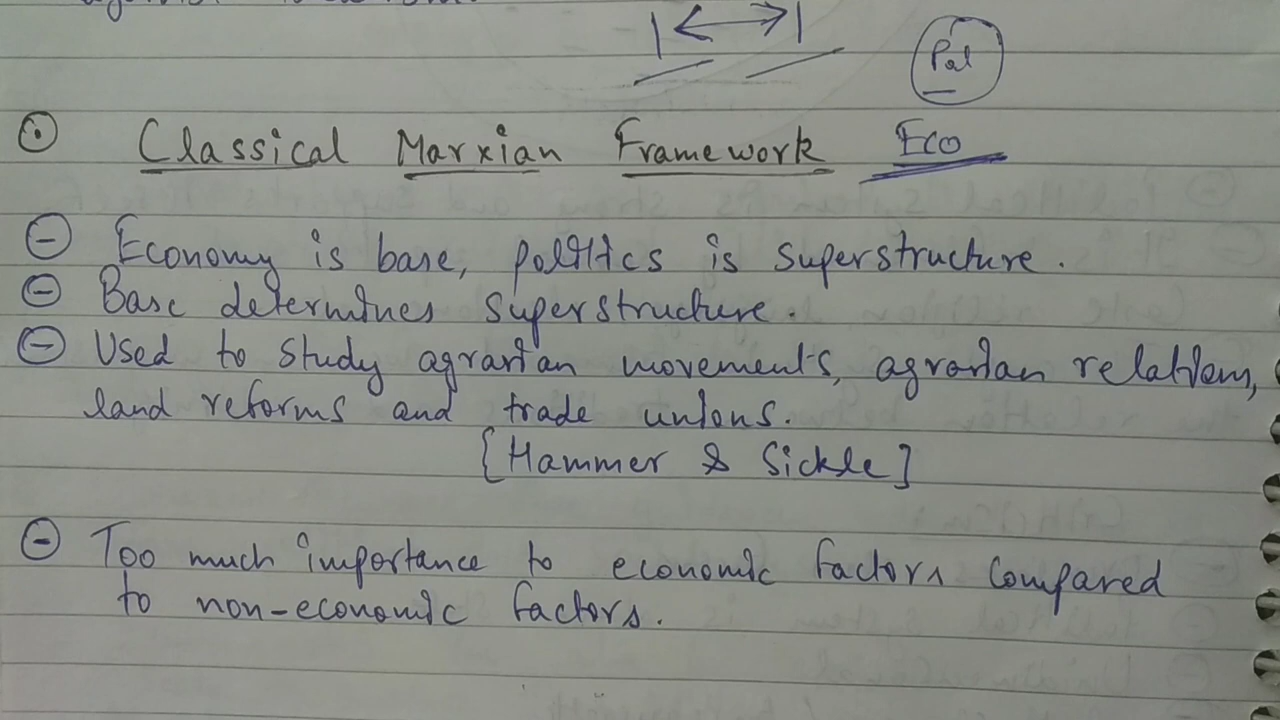 Pol
Classical Marxian Framework Eco
Economy is base, politics is superstructure.
Base determines superstructure.
Used to study agrarian movements, agrarian relations,
land reforms and trade unions.
[Hammer & Sickle]
Too much importance to economic factors compared
to non-economic factors.